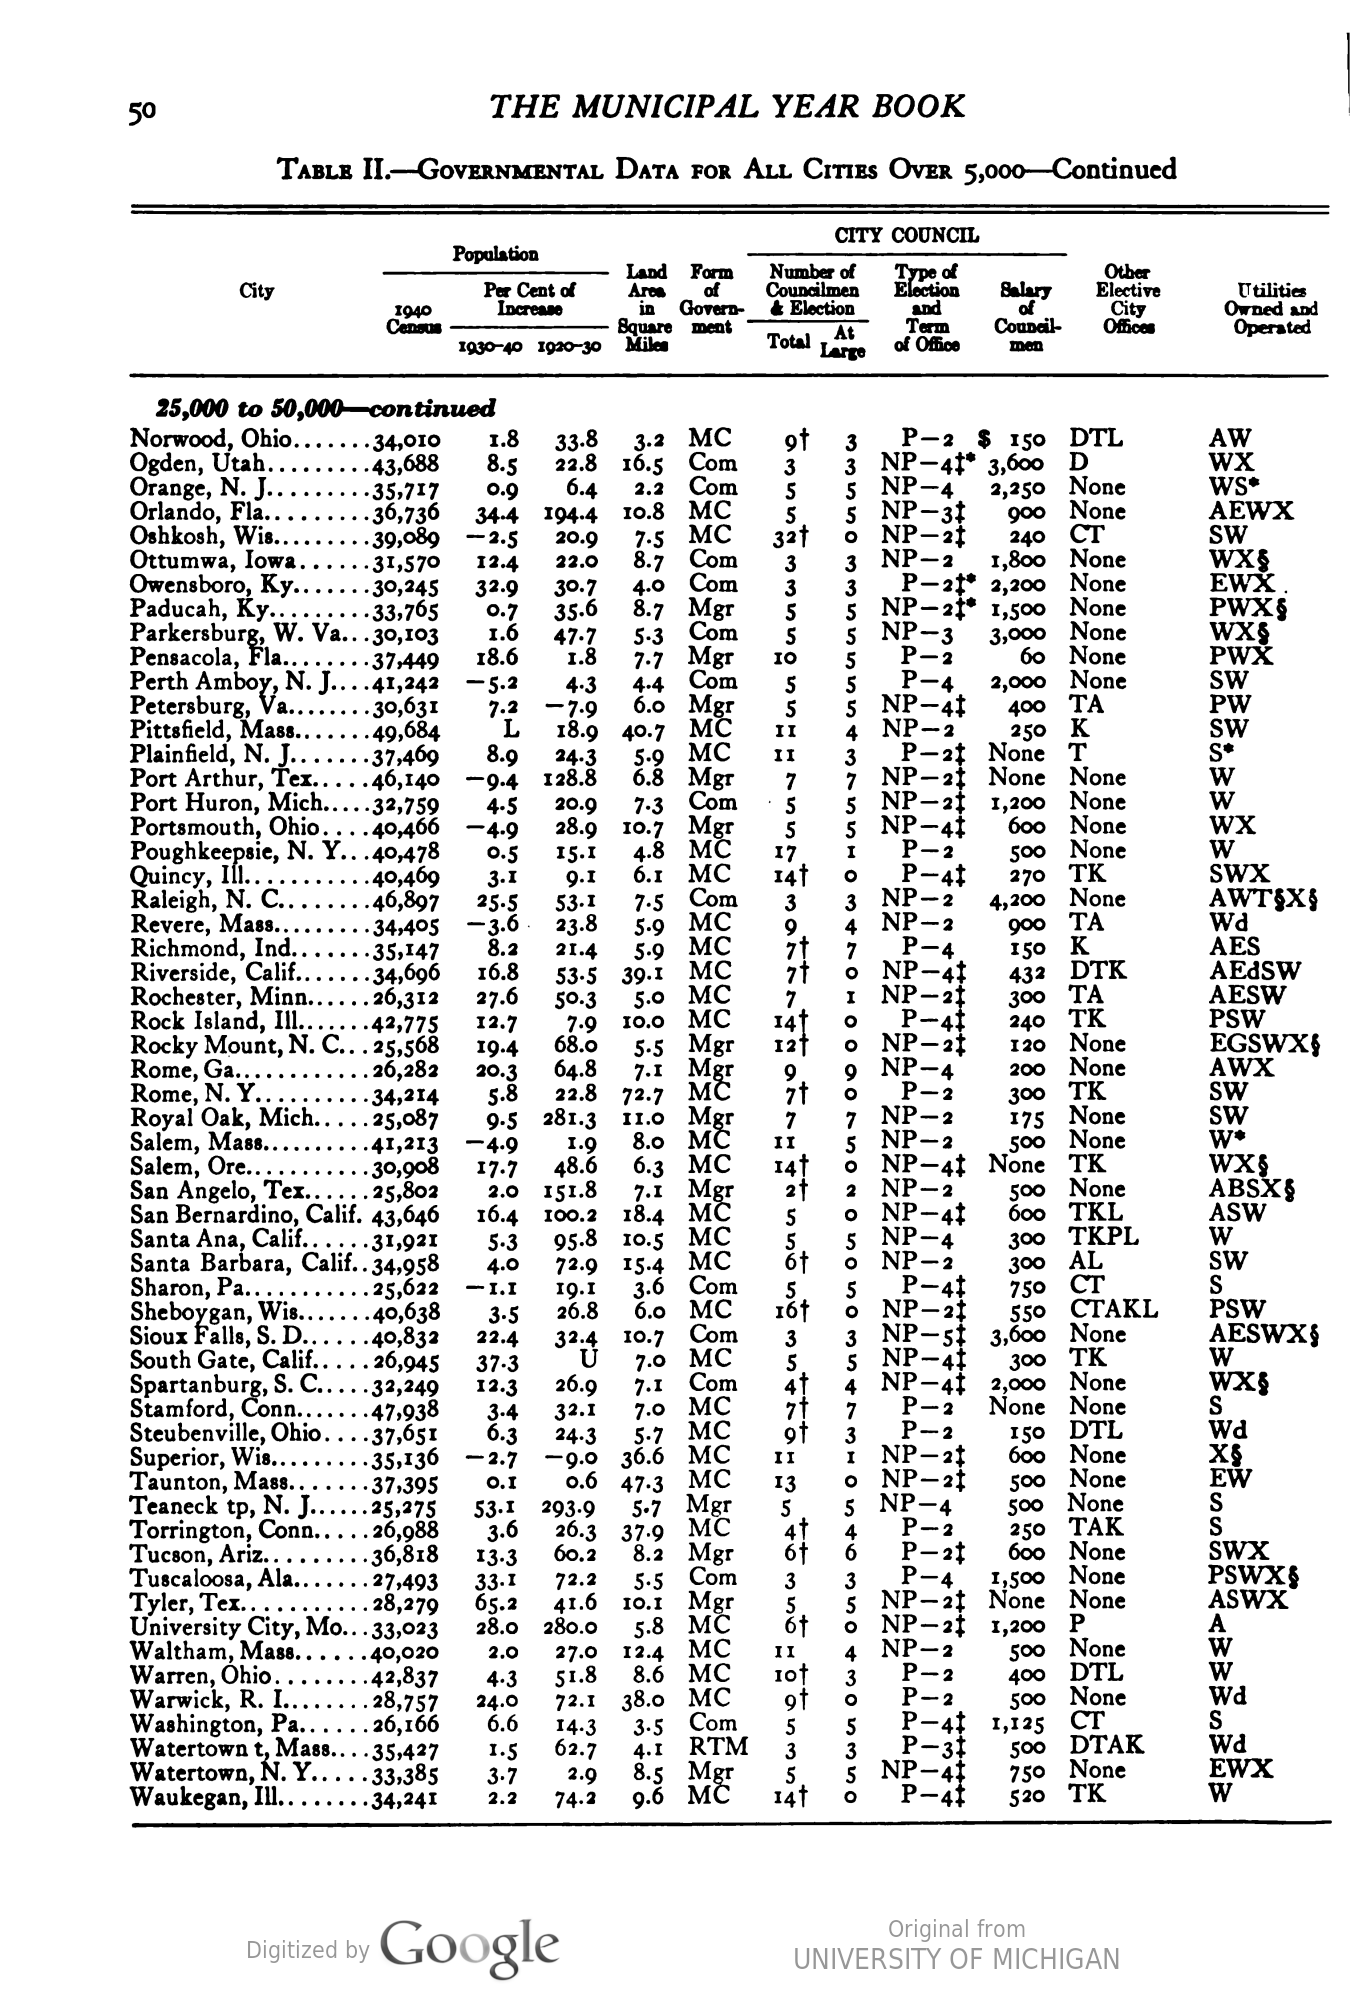 50 THE MUNICIPAL YEAR BOOK
TABLE II.—GOVERNMENTAL DATA FOR ALL CITIES OVER 5,000—Continued
CITY COUNCIL
Population
Land Form Number of Type of Other
City Per Cent of Area of Councilmen Election Salary Elective Utilities
1940 Increase in Govern- & Election and of City Owned and
Census Square ment Total At Term Council- Offices Operated
1930-40 1920-30 Miles Large of Office men
25,000 to 50,000—continued
Norwood, Ohio.......34,010 1.8 33.8 3.2 MC 9† 3 P—2 $ 150 DTL AW
Ogden, Utah.........43,688 8.5 22.8 16.5 Com 3 3 NP—4‡* 3,600 D WX
Orange, N. J.........35,717 0.9 6.4 2.2 Com 5 5 NP—4 2,250 None WS*
Orlando, Fla.........36,736 34.4 194.4 10.8 MC 5 5 NP—3‡ 900 None AEWX
Oshkosh, Wis.........39,089 —2.5 20.9 7.5 MC 32† 0 NP—2‡ 240 CT SW
Ottumwa, Iowa......31,570 12.4 22.0 8.7 Com 3 3 NP—2 1,800 None WX§
Owensboro, Ky.......30,245 32.9 30.7 4.0 Com 3 3 P—2‡* 2,200 None EWX
Paducah, Ky.........33,765 0.7 35.6 8.7 Mgr 5 5 NP—2‡* 1,500 None PWX§
Parkersburg, W. Va...30,103 1.6 47.7 5.3 Com 5 5 NP—3 3,000 None WX§
Pensacola, Fla........37,449 18.6 1.8 7.7 Mgr 10 5 P—2 60 None PWX
Perth Amboy, N. J....41,242 —5.2 4.3 4.4 Com 5 5 P—4 2,000 None SW
Petersburg, Va........30,631 7.2 —7.9 6.0 Mgr 5 5 NP—4‡ 400 TA PW
Pittsfield, Mass.......49,684 L 18.9 40.7 MC 11 4 NP—2 250 K SW
Plainfield, N. J.......37,469 8.9 24.3 5.9 MC 11 3 P—2‡ None T S*
Port Arthur, Tex.....46,140 —9.4 128.8 6.8 Mgr 7 7 NP—2‡ None None W
Port Huron, Mich.....32,759 4.5 20.9 7.3 Com 5 5 NP—2‡ 1,200 None W
Portsmouth, Ohio....40,466 —4.9 28.9 10.7 Mgr 5 5 NP—4‡ 600 None WX
Poughkeepsie, N. Y...40,478 0.5 15.1 4.8 MC 17 1 P—2 500 None W
Quincy, Ill...........40,469 3.1 9.1 6.1 MC 14† 0 P—4‡ 270 TK SWX
Raleigh, N. C........46,897 25.5 53.1 7.5 Com 3 3 NP—2 4,200 None AWT§X§
Revere, Mass.........34,405 —3.6 23.8 5.9 MC 9 4 NP—2 900 TA Wd
Richmond, Ind.......35,147 8.2 21.4 5.9 MC 7† 7 P—4 150 K AES
Riverside, Calif.......34,696 16.8 53.5 39.1 MC 7† 0 NP—4‡ 432 DTK AEdSW
Rochester, Minn......26,312 27.6 50.3 5.0 MC 7 1 NP—2‡ 300 TA AESW
Rock Island, Ill.......42,775 12.7 7.9 10.0 MC 14† 0 P—4‡ 240 TK PSW
Rocky Mount, N. C...25,568 19.4 68.0 5.5 Mgr 12† 0 NP—2‡ 120 None EGSWX§
Rome, Ga............26,282 20.3 64.8 7.1 Mgr 9 9 NP—4 200 None AWX
Rome, N. Y..........34,214 5.8 22.8 72.7 MC 7† 0 P—2 300 TK SW
Royal Oak, Mich.....25,087 9.5 281.3 11.0 Mgr 7 7 NP—2 175 None SW
Salem, Mass..........41,213 —4.9 1.9 8.0 MC 11 5 NP—2 500 None W*
Salem, Ore...........30,908 17.7 48.6 6.3 MC 14† 0 NP—4‡ None TK WX§
San Angelo, Tex......25,802 2.0 151.8 7.1 Mgr 2† 2 NP—2 500 None ABSX§
San Bernardino, Calif. 43,646 16.4 100.2 18.4 MC 5 0 NP—4‡ 600 TKL ASW
Santa Ana, Calif......31,921 5.3 95.8 10.5 MC 5 5 NP—4 300 TKPL W
Santa Barbara, Calif..34,958 4.0 72.9 15.4 MC 6† 0 NP—2 300 AL SW
Sharon, Pa...........25,622 —1.1 19.1 3.6 Com 5 5 P—4‡ 750 CT S
Sheboygan, Wis.......40,638 3.5 26.8 6.0 MC 16† 0 NP—2‡ 550 CTAKL PSW
Sioux Falls, S. D......40,832 22.4 32.4 10.7 Com 3 3 NP—5‡ 3,600 None AESWX§
South Gate, Calif.....26,945 37.3 U 7.0 MC 5 5 NP—4‡ 300 TK W
Spartanburg, S. C.....32,249 12.3 26.9 7.1 Com 4† 4 NP—4‡ 2,000 None WX§
Stamford, Conn.......47,938 3.4 32.1 7.0 MC 7† 7 P—2 None None S
Steubenville, Ohio....37,651 6.3 24.3 5.7 MC 9† 3 P—2 150 DTL Wd
Superior, Wis.........35,136 —2.7 —9.0 36.6 MC 11 1 NP—2‡ 600 None X§
Taunton, Mass.......37,395 0.1 0.6 47.3 MC 13 0 NP—2‡ 500 None EW
Teaneck tp, N. J......25,275 53.1 293.9 5.7 Mgr 5 5 NP—4 500 None S
Torrington, Conn.....26,988 3.6 26.3 37.9 MC 4† 4 P—2 250 TAK S
Tucson, Ariz.........36,818 13.3 60.2 8.2 Mgr 6† 6 P—2‡ 600 None SWX
Tuscaloosa, Ala.......27,493 33.1 72.2 5.5 Com 3 3 P—4 1,500 None PSWX§
Tyler, Tex...........28,279 65.2 41.6 10.1 Mgr 5 5 NP—2‡ None None ASWX
University City, Mo...33,023 28.0 280.0 5.8 MC 6† 0 NP—2‡ 1,200 P A
Waltham, Mass......40,020 2.0 27.0 12.4 MC 11 4 NP—2 500 None W
Warren, Ohio........42,837 4.3 51.8 8.6 MC 10† 3 P—2 400 DTL W
Warwick, R. I........28,757 24.0 72.1 38.0 MC 9† 0 P—2 500 None Wd
Washington, Pa......26,166 6.6 14.3 3.5 Com 5 5 P—4‡ 1,125 CT S
Watertown t, Mass....35,427 1.5 62.7 4.1 RTM 3 3 P—3‡ 500 DTAK Wd
Watertown, N. Y.....33,385 3.7 2.9 8.5 Mgr 5 5 NP—4‡ 750 None EWX
Waukegan, Ill........34,241 2.2 74.2 9.6 MC 14† 0 P—4‡ 520 TK W
Digitized by Google
Original from
UNIVERSITY OF MICHIGAN